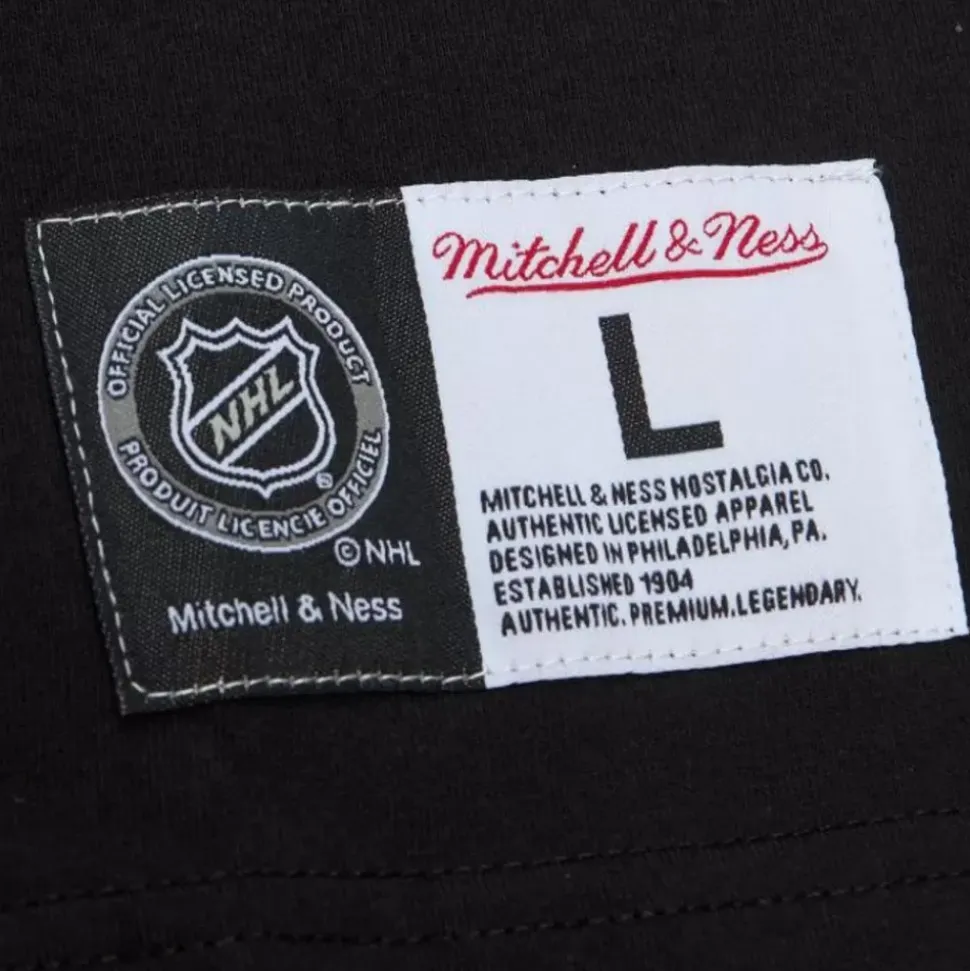 OFFICIAL LICENSED PRODUCT
NHL
®
PRODUIT LICENCIE OFFICIEL
© NHL
Mitchell & Ness
Mitchell & Ness
L
MITCHELL & NESS NOSTALGIA CO.
AUTHENTIC LICENSED APPAREL
DESIGNED IN PHILADELPHIA, PA.
ESTABLISHED 1904
AUTHENTIC. PREMIUM. LEGENDARY.